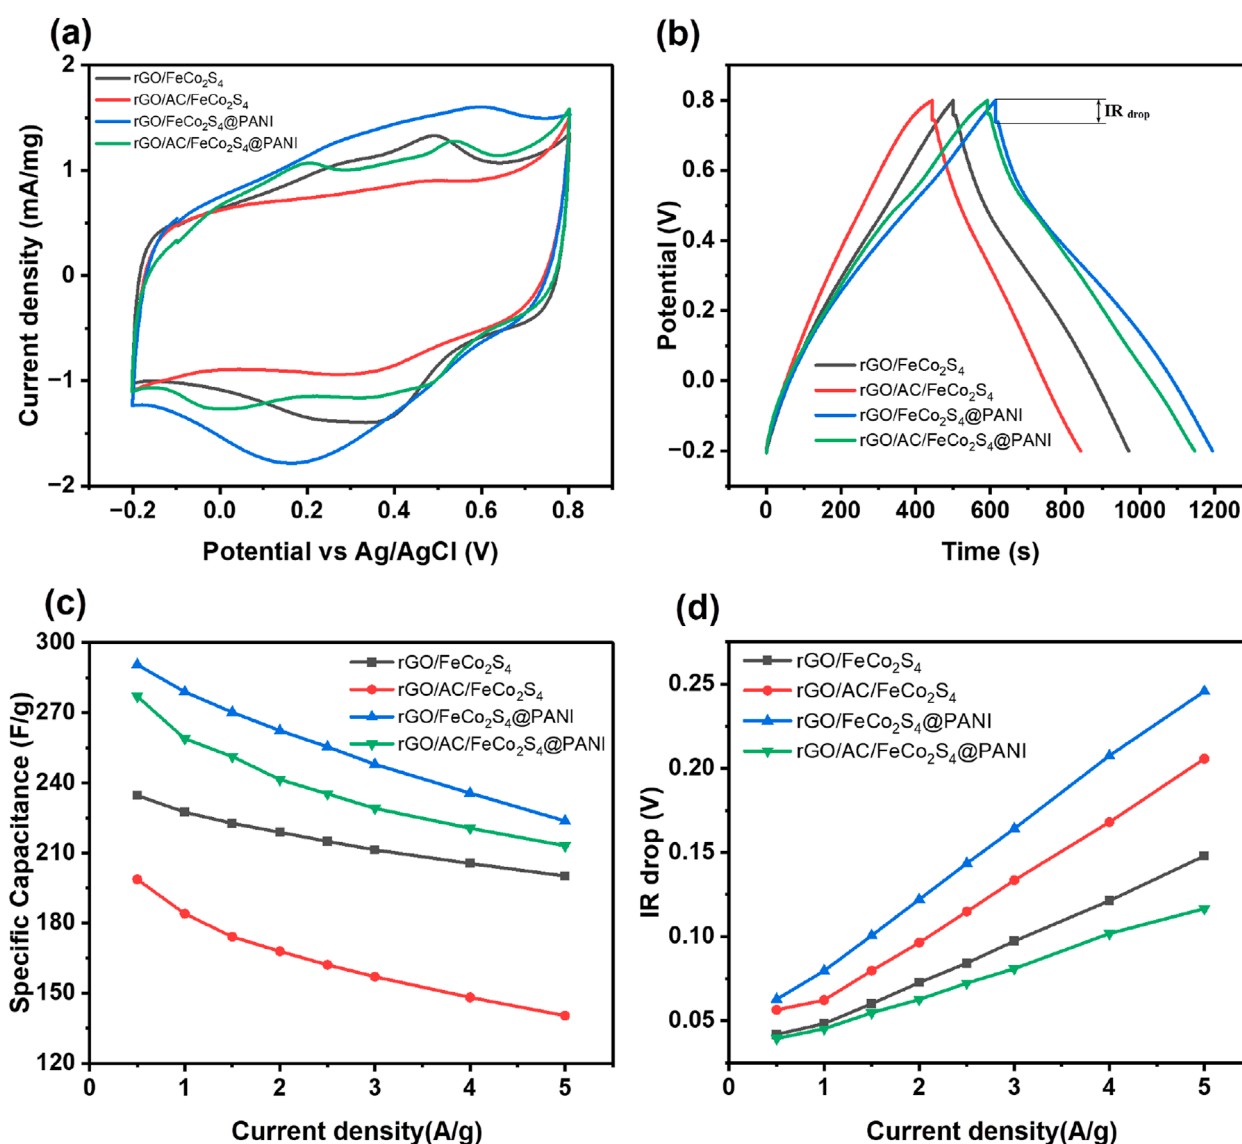 (a)
rGO/FeCo₂S₄
rGO/AC/FeCo₂S₄
rGO/FeCo₂S₄@PANI
rGO/AC/FeCo₂S₄@PANI
2
1
0
−1
−2
Current density (mA/mg)
−0.2 0.0 0.2 0.4 0.6 0.8
Potential vs Ag/AgCl (V)
(b)
IR drop
0.8
0.6
0.4
0.2
0.0
−0.2
Potential (V)
rGO/FeCo₂S₄
rGO/AC/FeCo₂S₄
rGO/FeCo₂S₄@PANI
rGO/AC/FeCo₂S₄@PANI
0 200 400 600 800 1000 1200
Time (s)
(c)
rGO/FeCo₂S₄
rGO/AC/FeCo₂S₄
rGO/FeCo₂S₄@PANI
rGO/AC/FeCo₂S₄@PANI
300
270
240
210
180
150
120
Specific Capacitance (F/g)
0 1 2 3 4 5
Current density(A/g)
(d)
rGO/FeCo₂S₄
rGO/AC/FeCo₂S₄
rGO/FeCo₂S₄@PANI
rGO/AC/FeCo₂S₄@PANI
0.25
0.20
0.15
0.10
0.05
IR drop (V)
0 1 2 3 4 5
Current density(A/g)